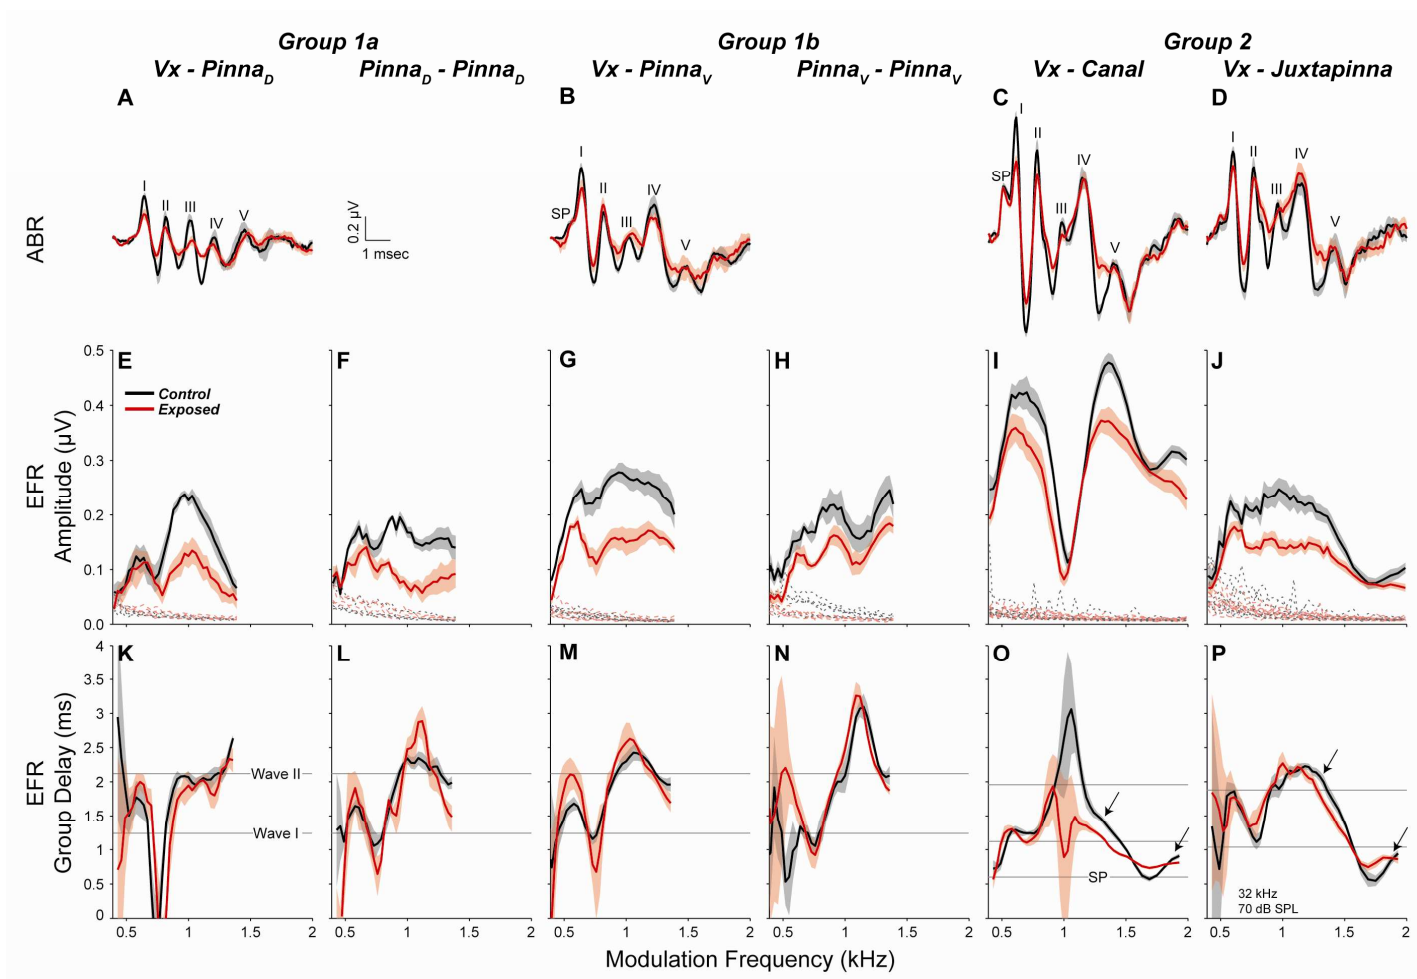 Group 1a Group 1b Group 2
Vx - Pinna_D Pinna_D - Pinna_D Vx - Pinna_V Pinna_V - Pinna_V Vx - Canal Vx - Juxtapinna
A B C D
I II III IV V
SP I II III IV V
SP I II III IV V
I II III IV V
ABR
0.2 µV
1 msec
E F G H I J
Control
Exposed
EFR
Amplitude (µV)
0.5
0.4
0.3
0.2
0.1
0.0
K L M N O P
EFR
Group Delay (ms)
4
3.5
3
2.5
2
1.5
1
0.5
0
Wave II
Wave I
SP
32 kHz
70 dB SPL
0.5 1 1.5 2 0.5 1 1.5 2 0.5 1 1.5 2 0.5 1 1.5 2 0.5 1 1.5 2 0.5 1 1.5 2
Modulation Frequency (kHz)